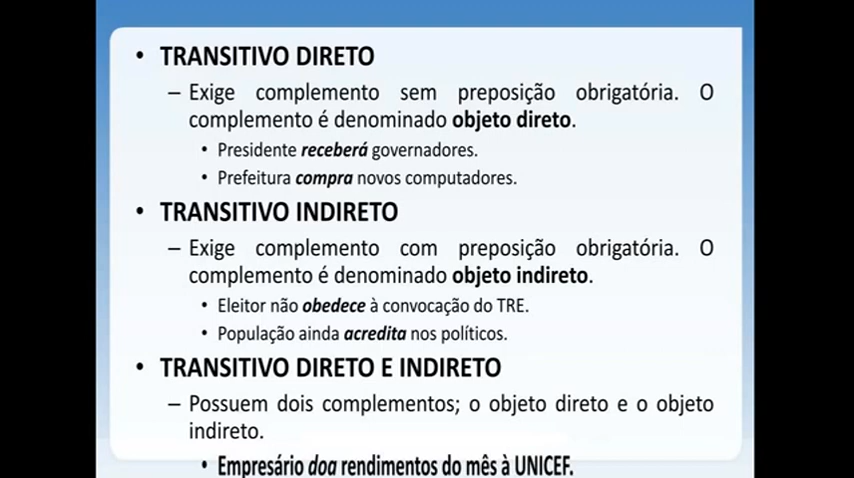 • TRANSITIVO DIRETO
– Exige complemento sem preposição obrigatória. O
complemento é denominado objeto direto.
• Presidente receberá governadores.
• Prefeitura compra novos computadores.
• TRANSITIVO INDIRETO
– Exige complemento com preposição obrigatória. O
complemento é denominado objeto indireto.
• Eleitor não obedece à convocação do TRE.
• População ainda acredita nos políticos.
• TRANSITIVO DIRETO E INDIRETO
– Possuem dois complementos; o objeto direto e o objeto
indireto.
• Empresário doa rendimentos do mês à UNICEF.